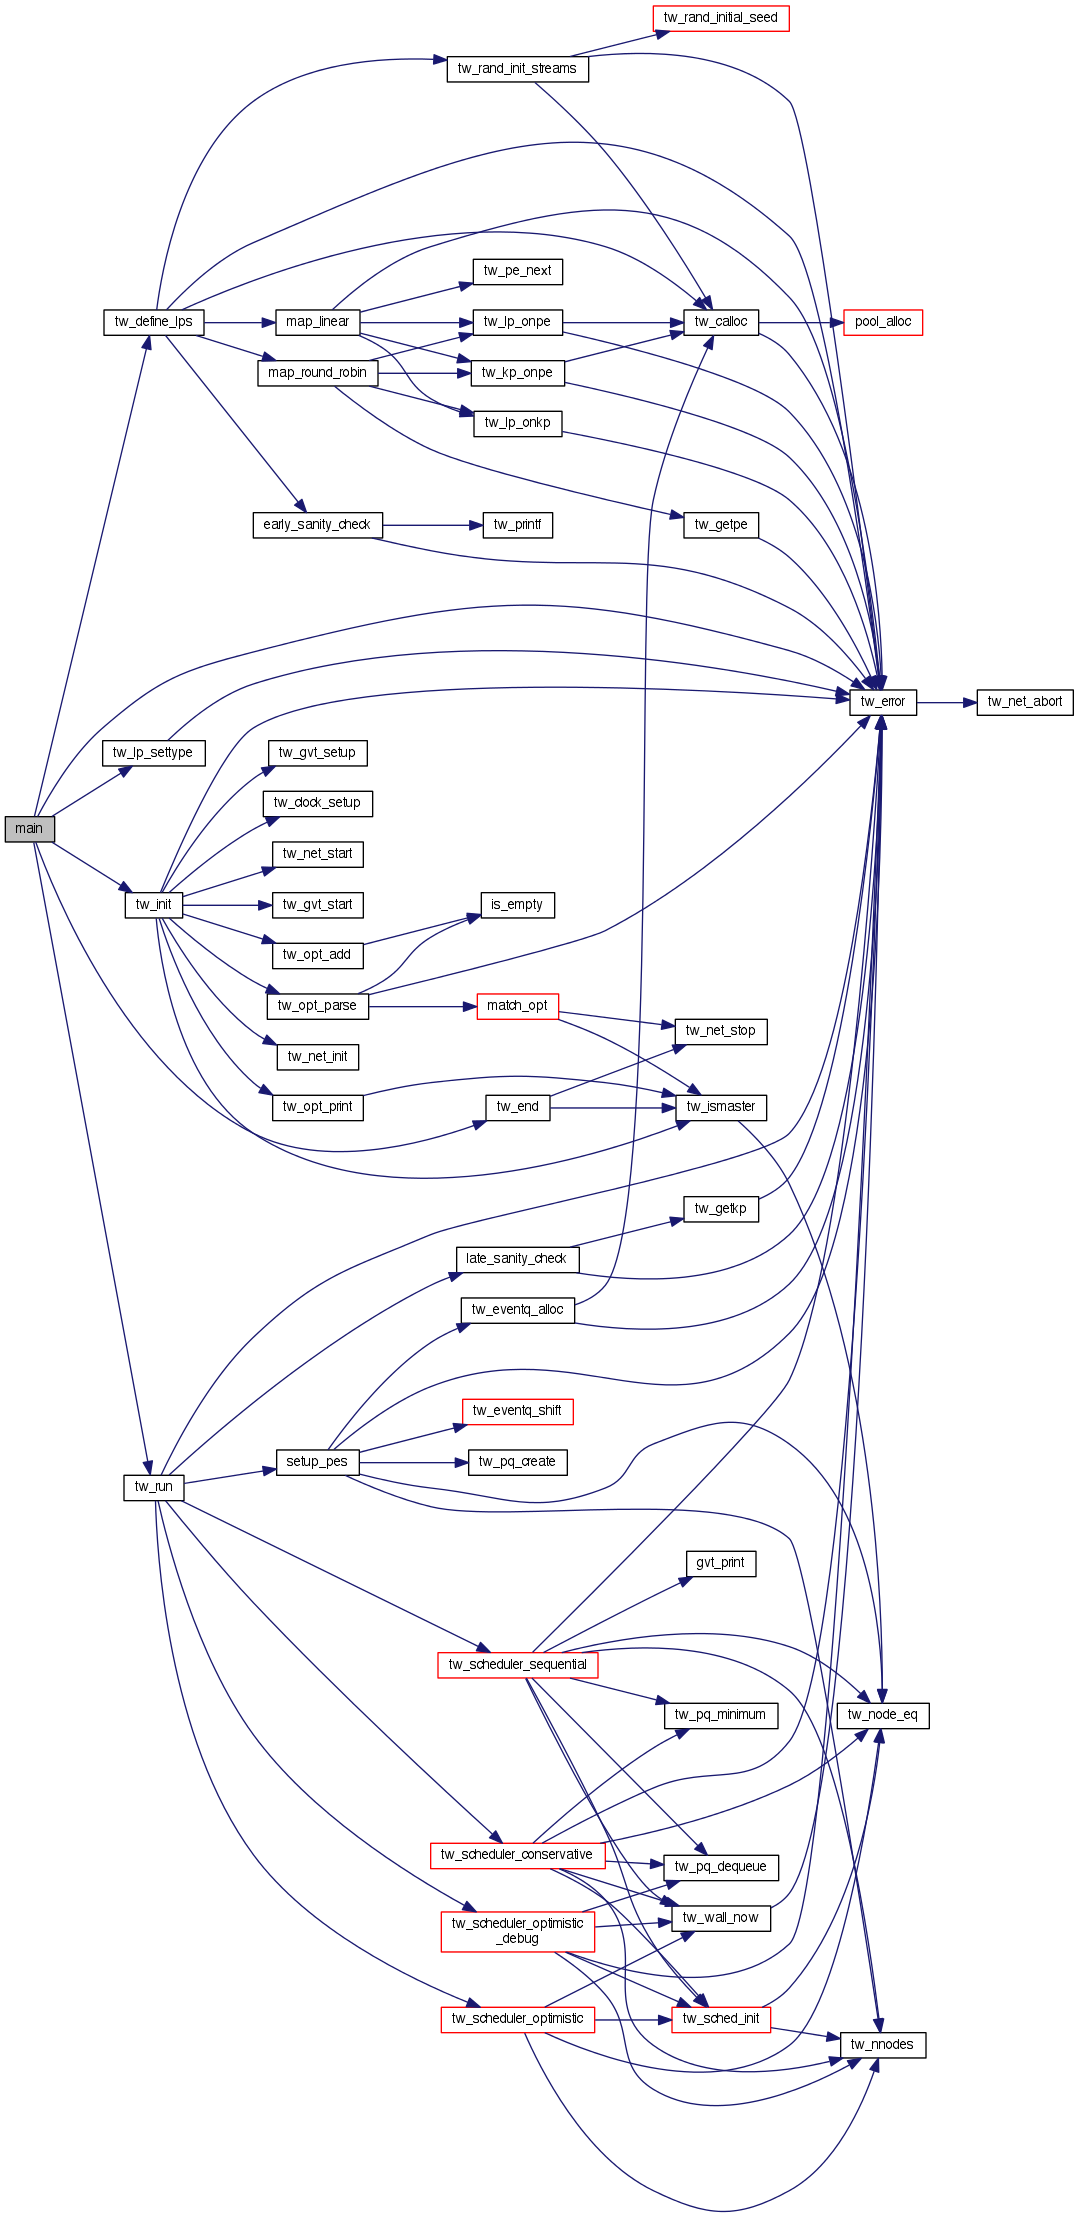 tw_rand_initial_seed
tw_rand_init_streams
tw_pe_next
tw_define_lps
map_linear
tw_lp_onpe
tw_calloc
pool_alloc
map_round_robin
tw_kp_onpe
tw_lp_onkp
early_sanity_check
tw_printf
tw_getpe
tw_error
tw_net_abort
tw_lp_settype
tw_gvt_setup
tw_clock_setup
main
tw_net_start
tw_init
tw_gvt_start
is_empty
tw_opt_add
tw_opt_parse
match_opt
tw_net_stop
tw_net_init
tw_opt_print
tw_end
tw_ismaster
tw_getkp
late_sanity_check
tw_eventq_alloc
tw_eventq_shift
setup_pes
tw_pq_create
tw_run
gvt_print
tw_scheduler_sequential
tw_pq_minimum
tw_node_eq
tw_scheduler_conservative
tw_pq_dequeue
tw_wall_now
tw_scheduler_optimistic
_debug
tw_scheduler_optimistic
tw_sched_init
tw_nnodes